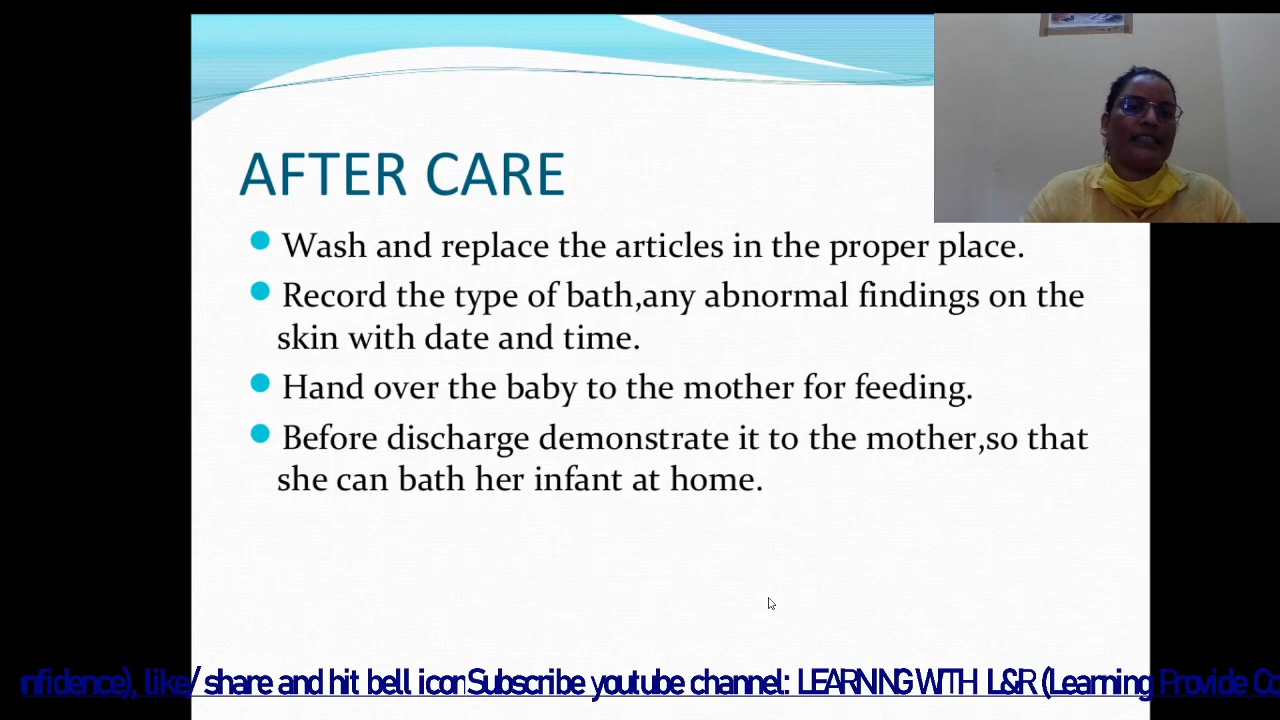 AFTER CARE
Wash and replace the articles in the proper place.
Record the type of bath,any abnormal findings on the
skin with date and time.
Hand over the baby to the mother for feeding.
Before discharge demonstrate it to the mother,so that
she can bath her infant at home.
nfidence), like/ share and hit bell iconSubscribe youtube channel: LEARNING WITH L&R (Learning Provide Co